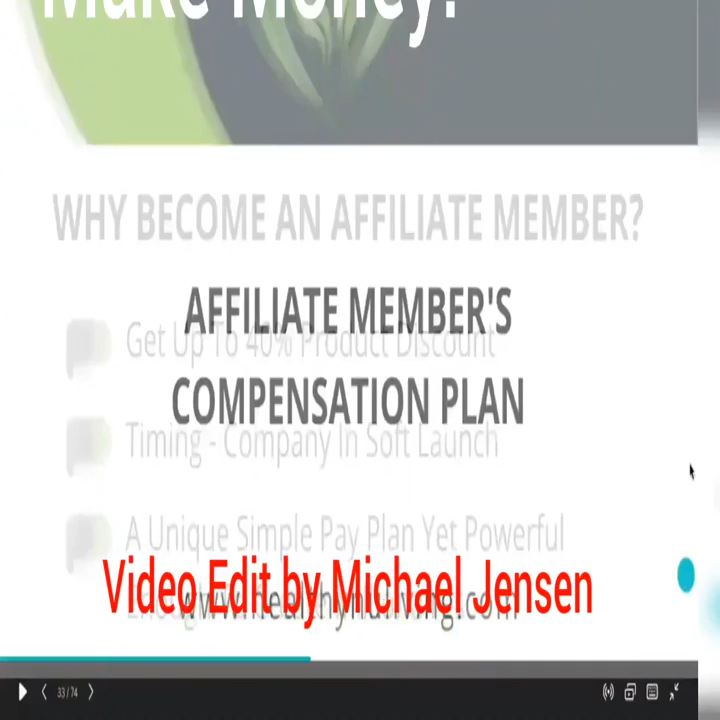 Make Money!
WHY BECOME AN AFFILIATE MEMBER?
AFFILIATE MEMBER'S
Get Up To 40% Product Discount
COMPENSATION PLAN
Timing - Company In Soft Launch
A Unique Simple Pay Plan Yet Powerful
Video Edit by Michael Jensen
33/74